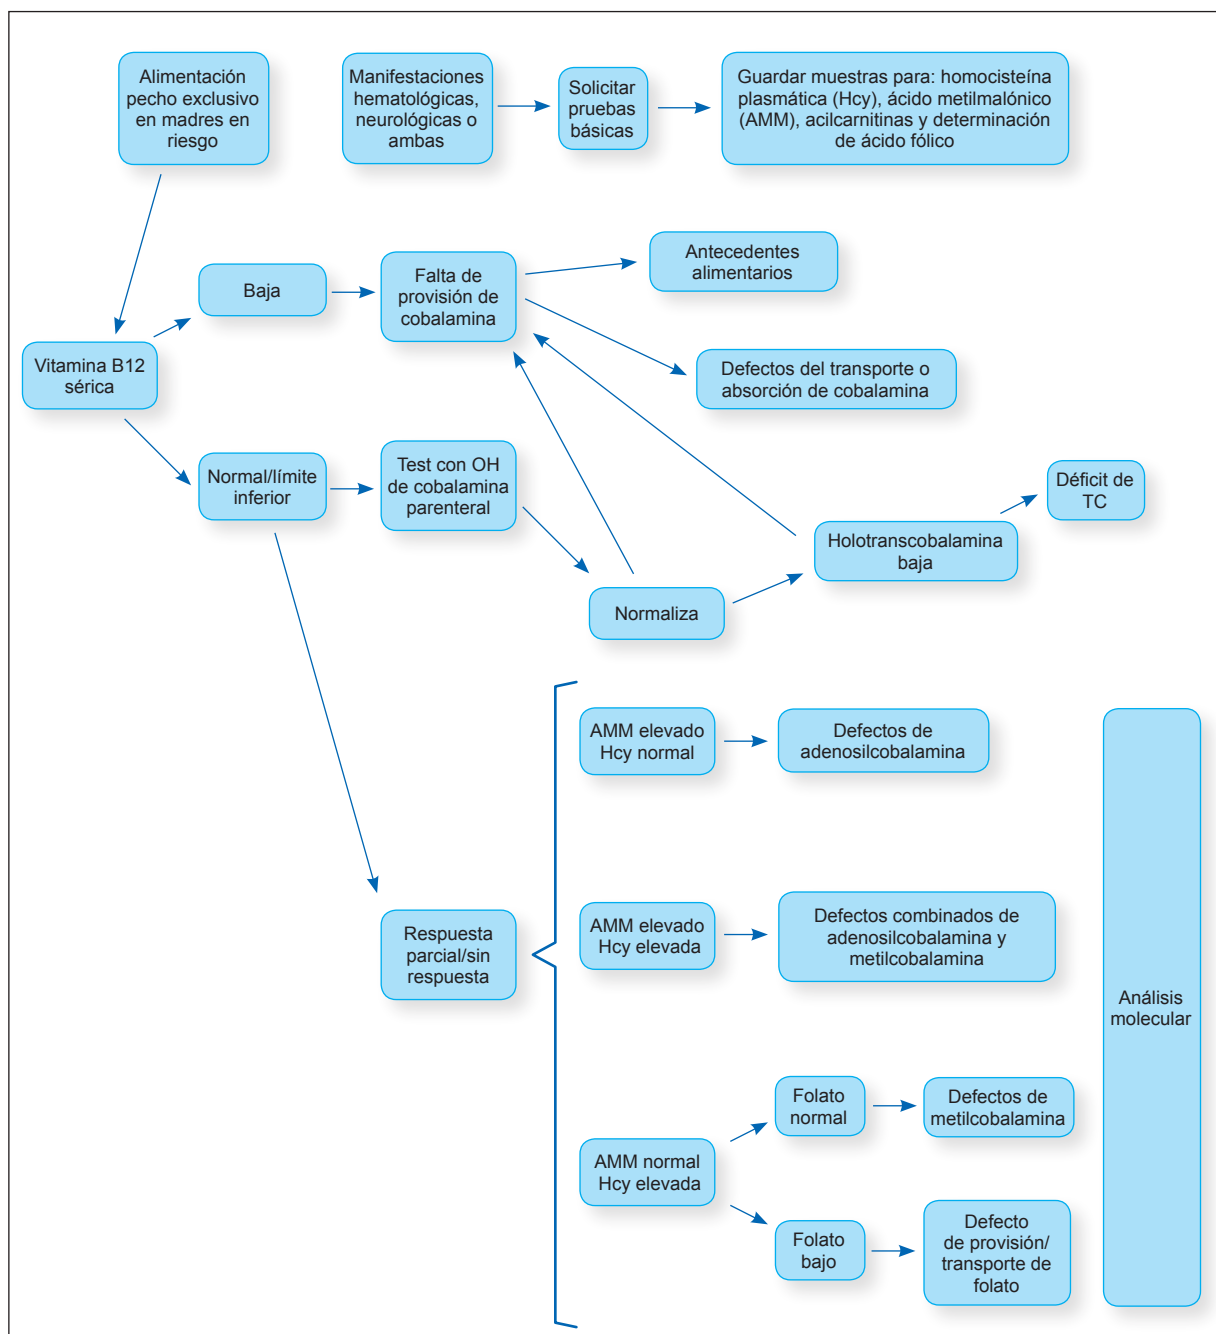 Alimentación
pecho exclusivo
en madres en
riesgo
Manifestaciones
hematológicas,
neurológicas o
ambas
Solicitar
pruebas
básicas
Guardar muestras para: homocisteína
plasmática (Hcy), ácido metilmalónico
(AMM), acilcarnitinas y determinación
de ácido fólico
Antecedentes
alimentarios
Baja
Falta de
provisión de
cobalamina
Vitamina B12
sérica
Defectos del transporte o
absorción de cobalamina
Normal/límite
inferior
Test con OH
de cobalamina
parenteral
Déficit de
TC
Holotranscobalamina
baja
Normaliza
AMM elevado
Hcy normal
Defectos de
adenosilcobalamina
Respuesta
parcial/sin
respuesta
AMM elevado
Hcy elevada
Defectos combinados de
adenosilcobalamina y
metilcobalamina
Análisis
molecular
Folato
normal
Defectos de
metilcobalamina
AMM normal
Hcy elevada
Folato
bajo
Defecto
de provisión/
transporte de
folato